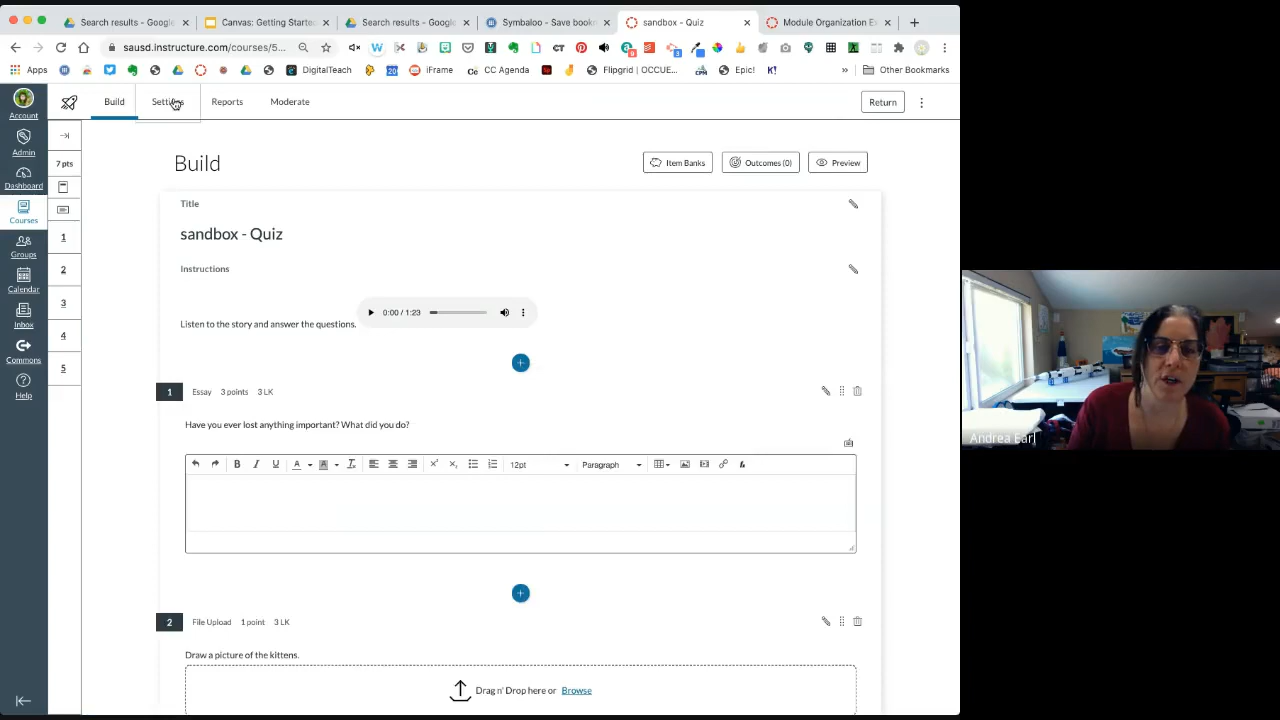 Search results - Google
Canvas: Getting Starte
Search results - Google
Symbaloo - Save bookm
sandbox - Quiz
Module Organization Ex
sausd.instructure.com/courses/5...
Apps
DigitalTeach
iFrame
CC Agenda
Flipgrid | OCCUE...
Epic!
Other Bookmarks
Account
Admin
Dashboard
Courses
Groups
Calendar
Inbox
Commons
Help
Build
Settings
Reports
Moderate
Return
7 pts
1
2
3
4
5
Build
Item Banks
Outcomes (0)
Preview
Title
sandbox - Quiz
Instructions
Listen to the story and answer the questions.
0:00 / 1:23
1 Essay 3 points 3 LK
Have you ever lost anything important? What did you do?
12pt
Paragraph
2 File Upload 1 point 3 LK
Draw a picture of the kittens.
Drag n' Drop here or Browse
Andrea Earl